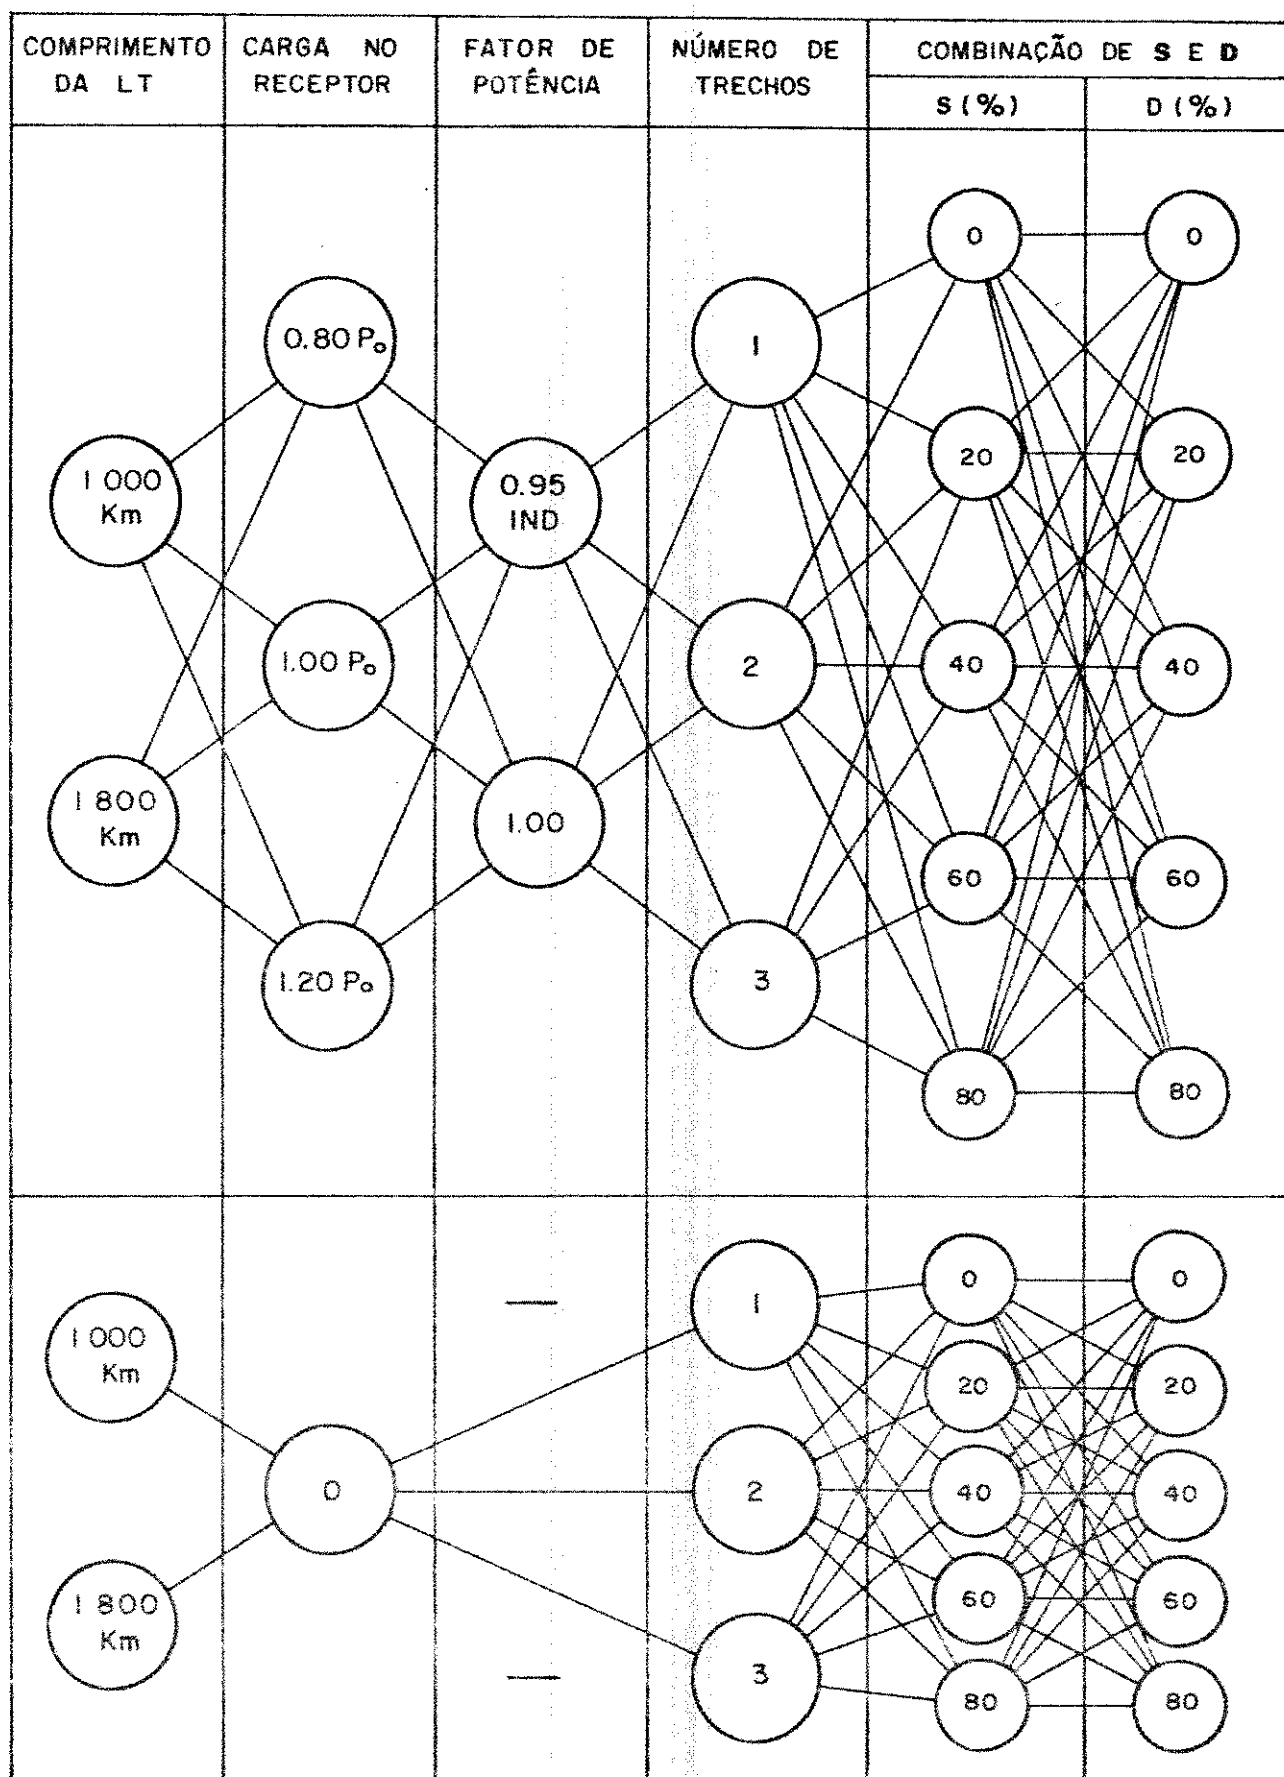 COMPRIMENTO DA LT
CARGA NO RECEPTOR
FATOR DE POTÊNCIA
NÚMERO DE TRECHOS
COMBINAÇÃO DE S E D
S (%)
D (%)
1 000 Km
1 800 Km
0.80 Po
1.00 Po
1.20 Po
0.95 IND
1.00
1
2
3
0
20
40
60
80
0
20
40
60
80
1 000 Km
1 800 Km
0
—
—
1
2
3
0
20
40
60
80
0
20
40
60
80